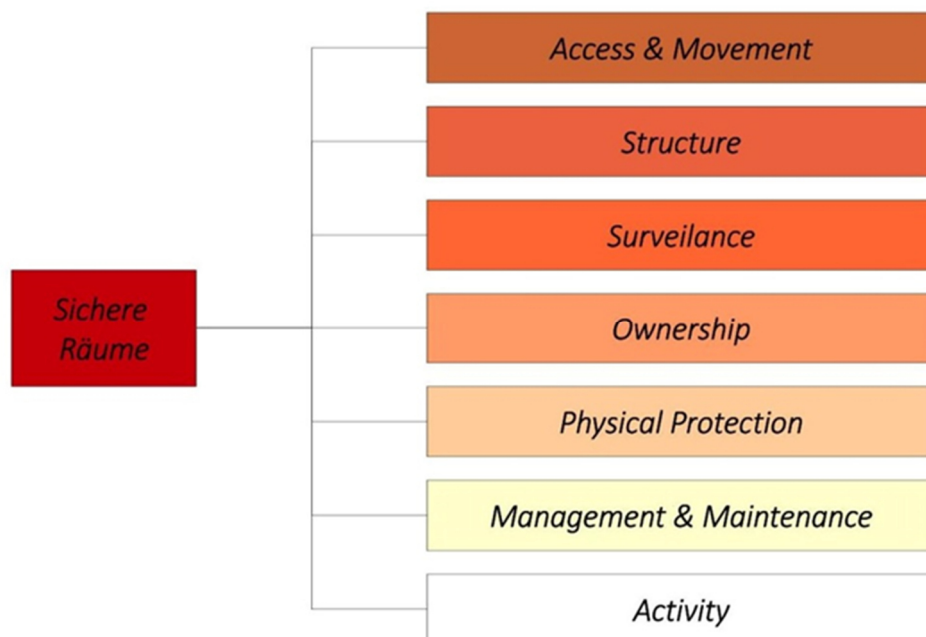 Access & Movement
Structure
Surveilance
Sichere
Räume
Ownership
Physical Protection
Management & Maintenance
Activity